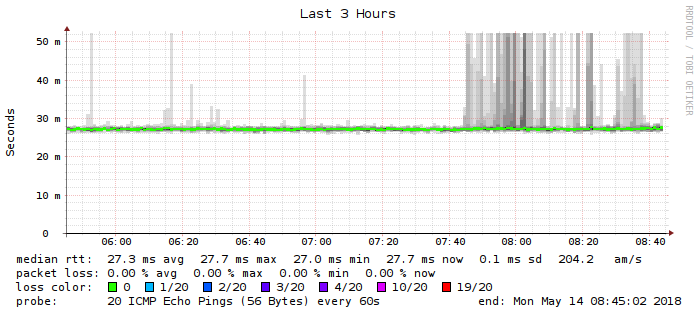 Last 3 Hours
RRDTOOL / TOBI OETIKER
Seconds
50 m
40 m
30 m
20 m
10 m
0
06:00 06:20 06:40 07:00 07:20 07:40 08:00 08:20 08:40
median rtt: 27.3 ms avg 27.7 ms max 27.0 ms min 27.7 ms now 0.1 ms sd 204.2 am/s
packet loss: 0.00 % avg 0.00 % max 0.00 % min 0.00 % now
loss color: 0 1/20 2/20 3/20 4/20 10/20 19/20
probe: 20 ICMP Echo Pings (56 Bytes) every 60s end: Mon May 14 08:45:02 2018